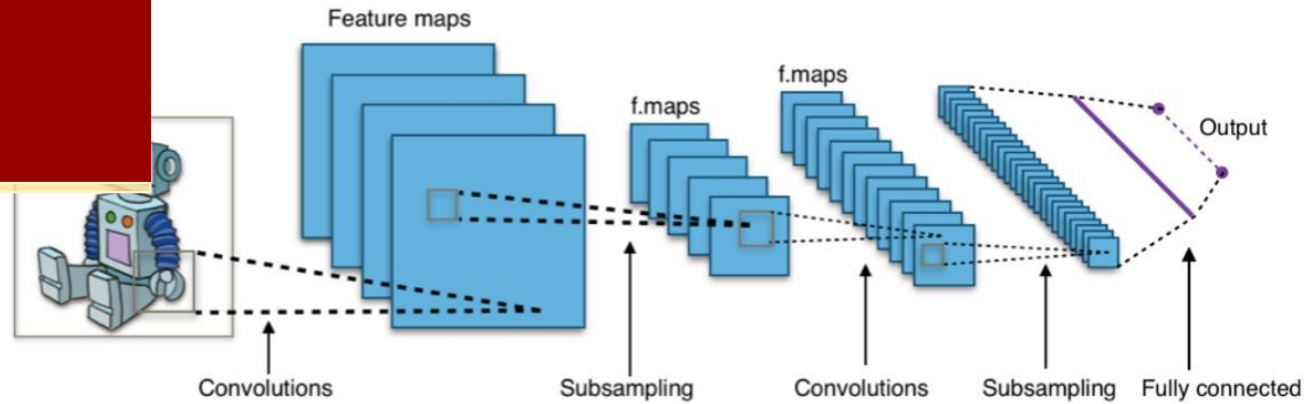 Feature maps
f.maps
f.maps
Output
Convolutions
Subsampling
Convolutions
Subsampling
Fully connected